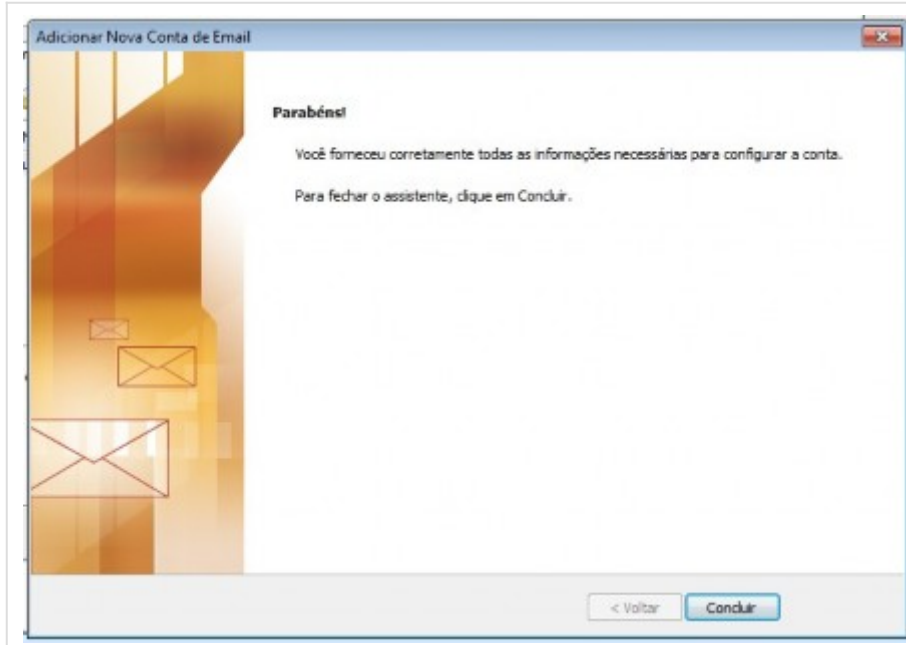 Adicionar Nova Conta de Email
Parabéns!
Você forneceu corretamente todas as informações necessárias para configurar a conta.
Para fechar o assistente, clique em Concluir.
< Voltar
Concluir